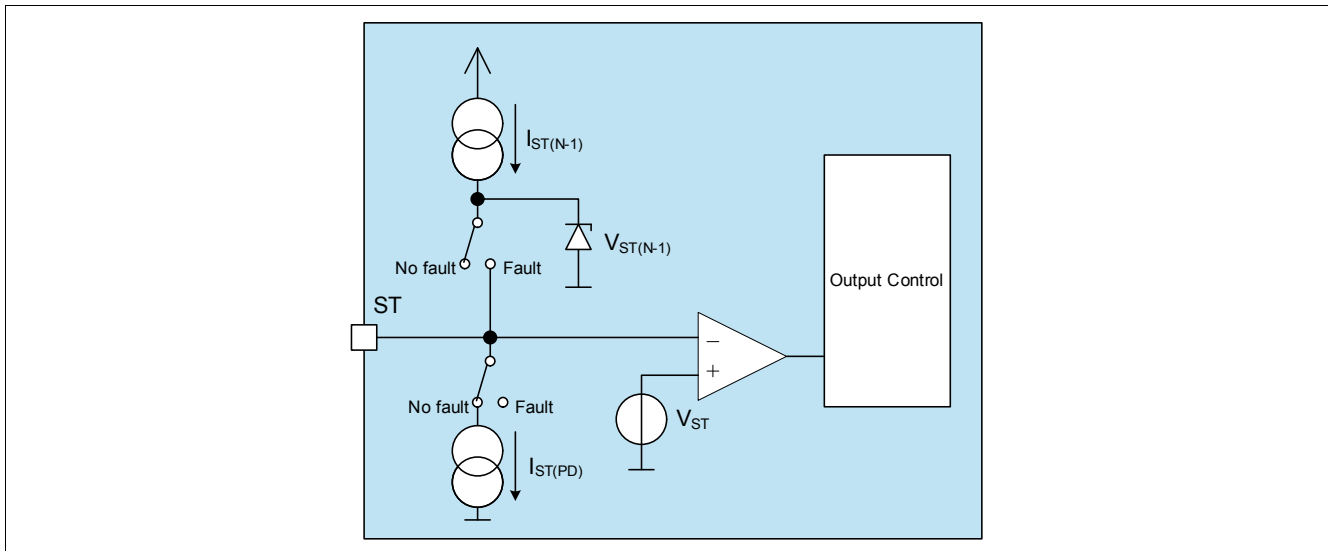 I_ST(N-1)
V_ST(N-1)
No fault
Fault
Output Control
ST
No fault
Fault
V_ST
I_ST(PD)
−
+